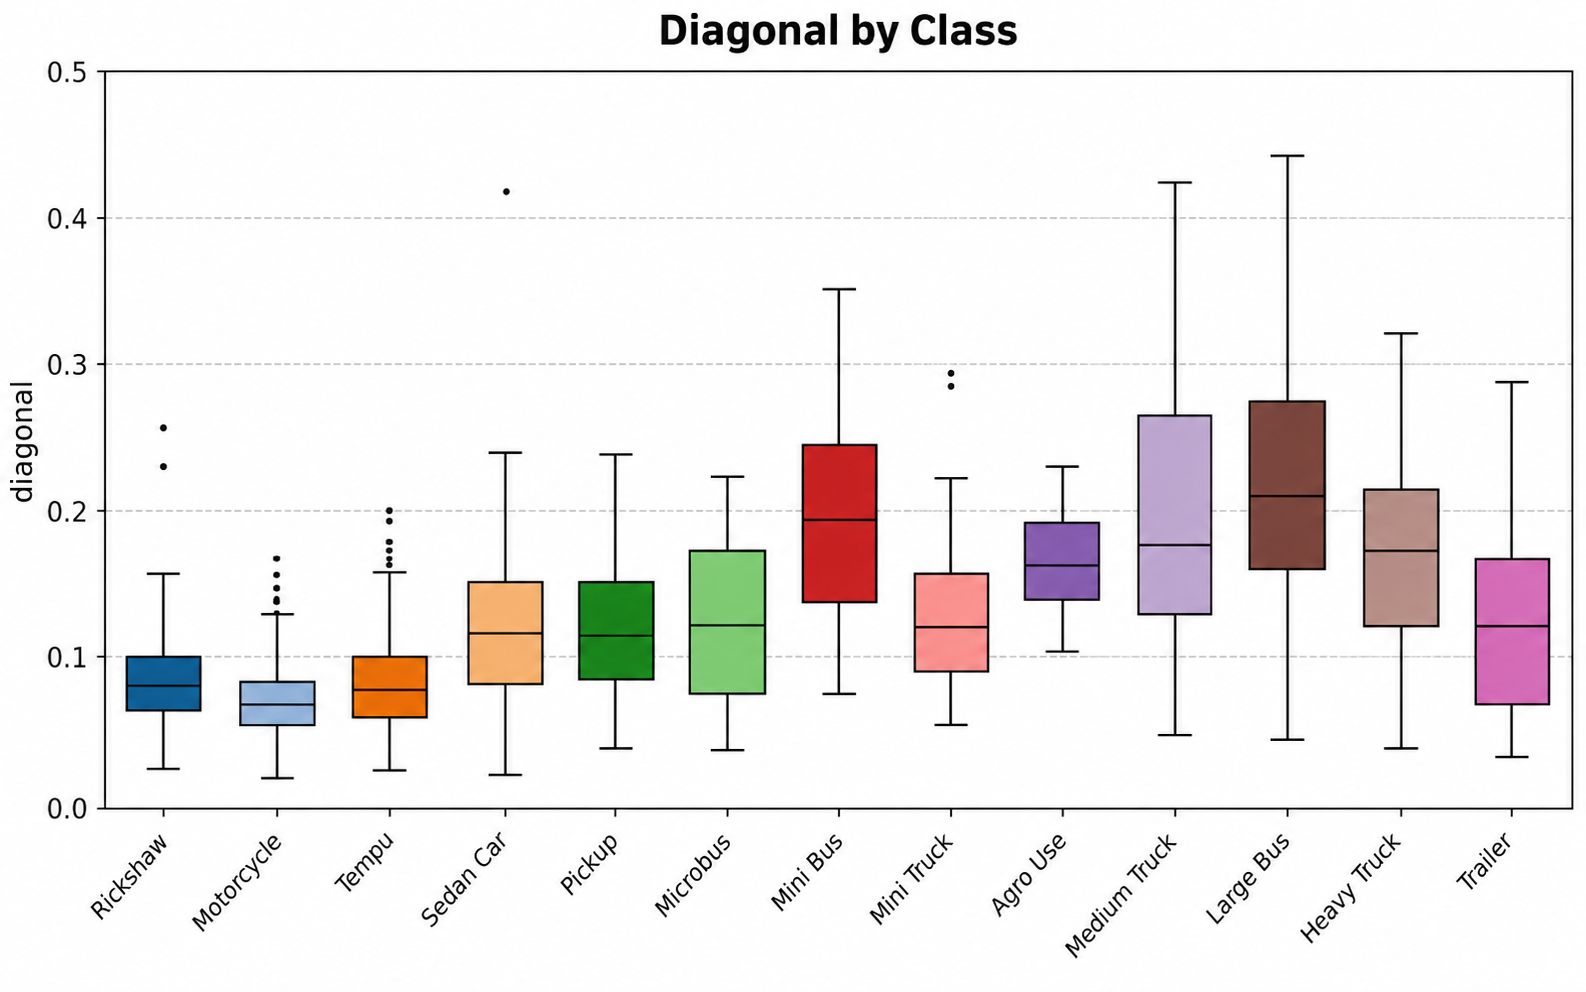 Diagonal by Class
diagonal
0.5
0.4
0.3
0.2
0.1
0.0
Rickshaw
Motorcycle
Tempu
Sedan Car
Pickup
Microbus
Mini Bus
Mini Truck
Agro Use
Medium Truck
Large Bus
Heavy Truck
Trailer